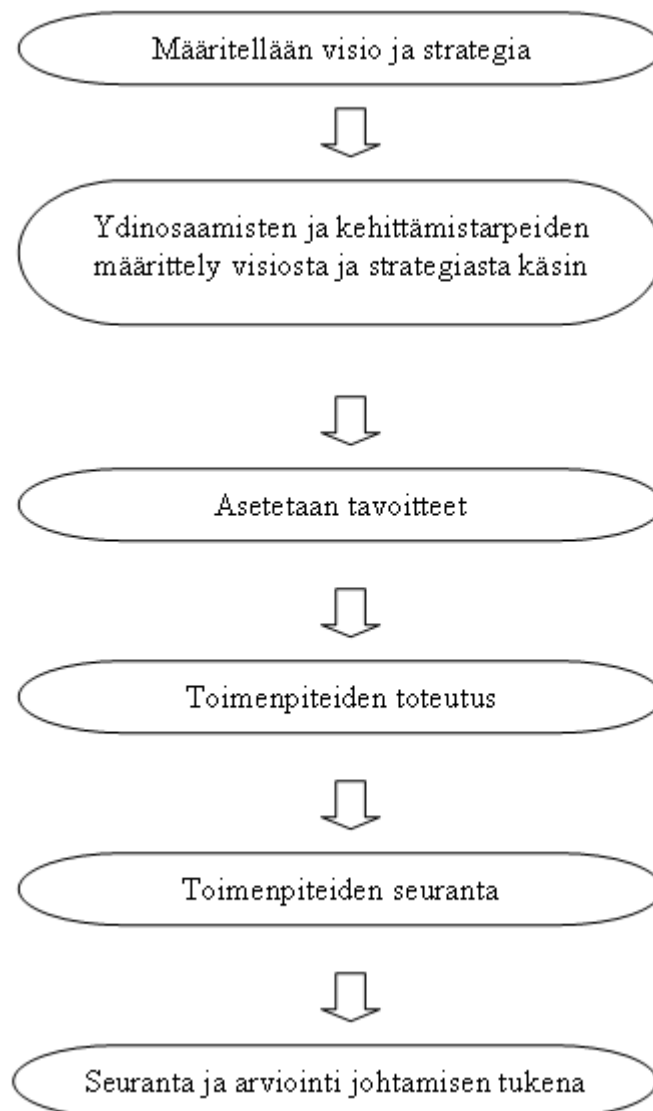 Määritellään visio ja strategia
Ydinosaamisten ja kehittämistarpeiden
määrittely visiosta ja strategiasta käsin
Asetetaan tavoitteet
Toimenpiteiden toteutus
Toimenpiteiden seuranta
Seuranta ja arviointi johtamisen tukena